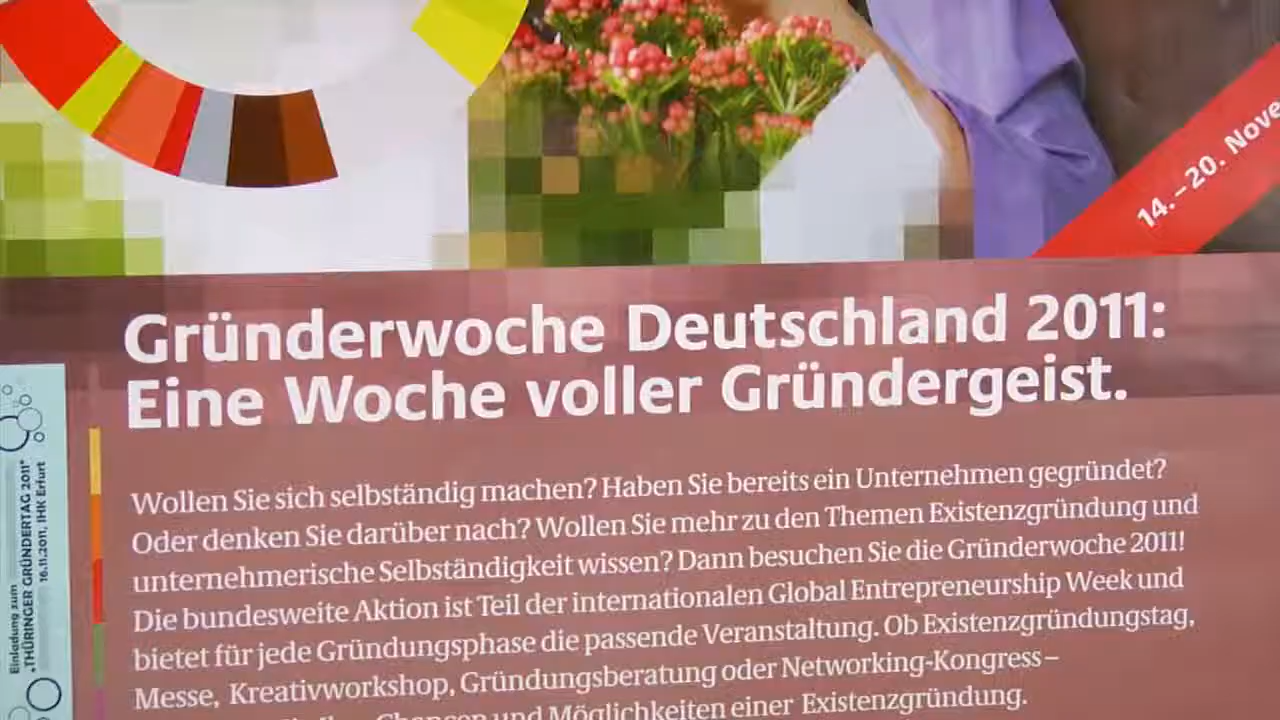 14. – 20. Nove
Gründerwoche Deutschland 2011:
Eine Woche voller Gründergeist.
Wollen Sie sich selbständig machen? Haben Sie bereits ein Unternehmen gegründet?
Oder denken Sie darüber nach? Wollen Sie mehr zu den Themen Existenzgründung und
unternehmerische Selbständigkeit wissen? Dann besuchen Sie die Gründerwoche 2011!
Die bundesweite Aktion ist Teil der internationalen Global Entrepreneurship Week und
bietet für jede Gründungsphase die passende Veranstaltung. Ob Existenzgründungstag,
Messe, Kreativworkshop, Gründungsberatung oder Networking-Kongress –
Chancen und Möglichkeiten einer Existenzgründung.
Einladung zum
„THÜRINGER GRÜNDERTAG 2011"
16.11.2011, IHK Erfurt